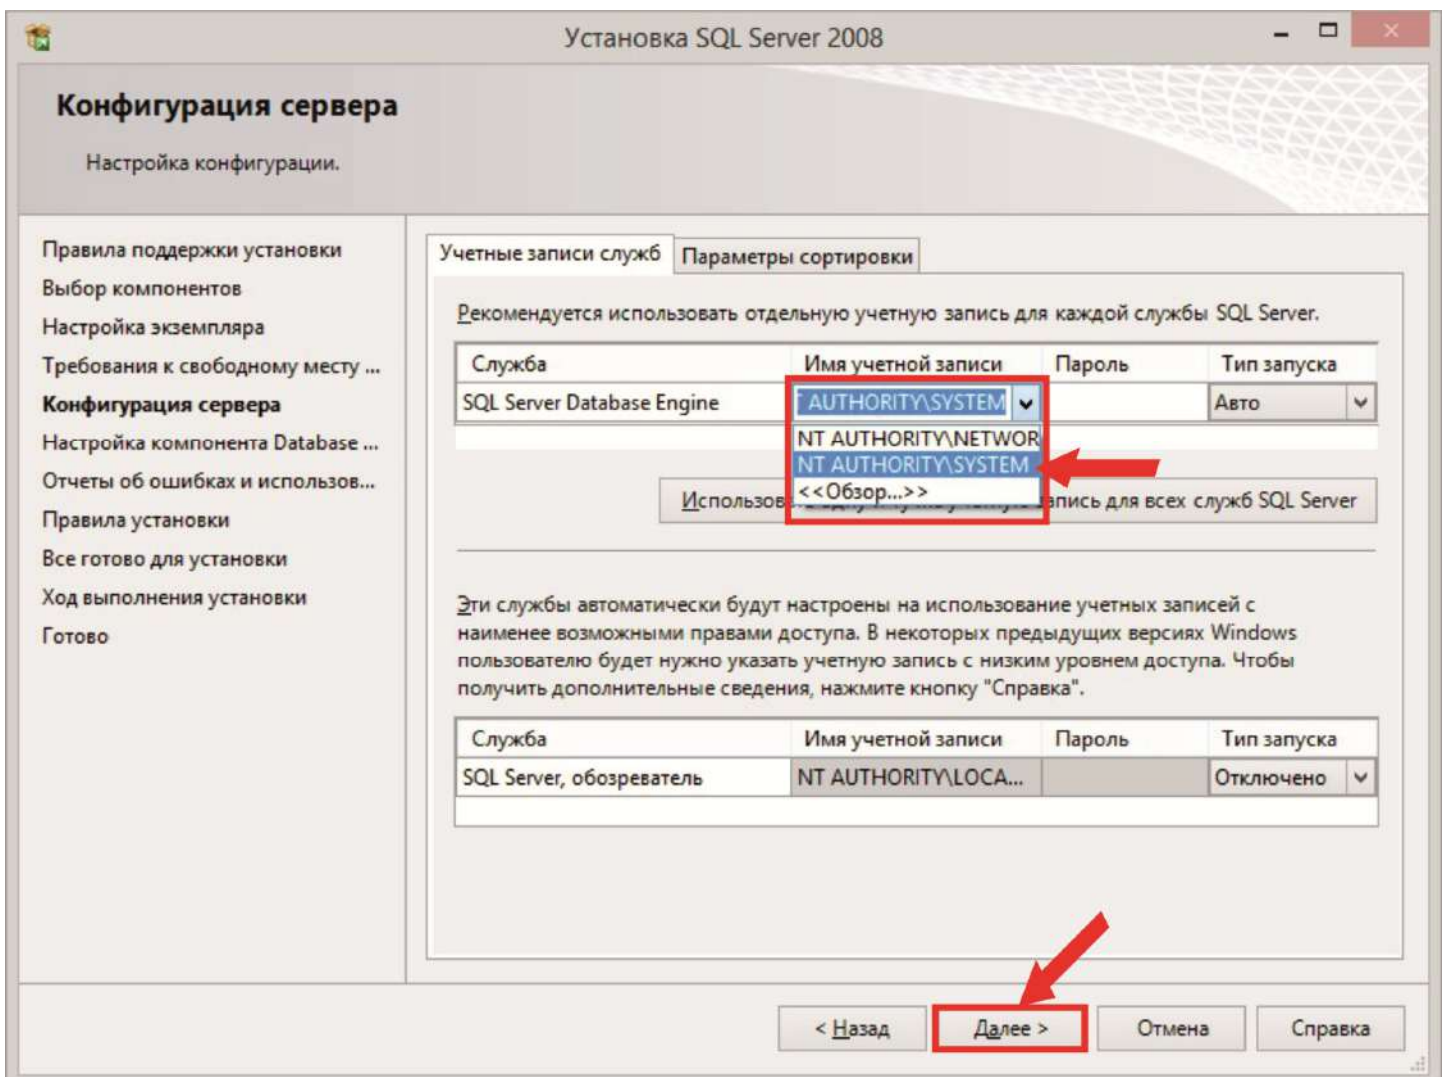 Установка SQL Server 2008
Конфигурация сервера
Настройка конфигурации.
Правила поддержки установки
Выбор компонентов
Настройка экземпляра
Требования к свободному месту ...
Конфигурация сервера
Настройка компонента Database ...
Отчеты об ошибках и использов...
Правила установки
Все готово для установки
Ход выполнения установки
Готово
Учетные записи служб
Параметры сортировки
Рекомендуется использовать отдельную учетную запись для каждой службы SQL Server.
Служба Имя учетной записи Пароль Тип запуска
SQL Server Database Engine AUTHORITY\SYSTEM Авто
NT AUTHORITY\NETWOR
NT AUTHORITY\SYSTEM
<<Обзор...>>
для всех служб SQL Server
Эти службы автоматически будут настроены на использование учетных записей с
наименее возможными правами доступа. В некоторых предыдущих версиях Windows
пользователю будет нужно указать учетную запись с низким уровнем доступа. Чтобы
получить дополнительные сведения, нажмите кнопку "Справка".
Служба Имя учетной записи Пароль Тип запуска
SQL Server, обозреватель NT AUTHORITY\LOCA... Отключено
< Назад
Далее >
Отмена
Справка